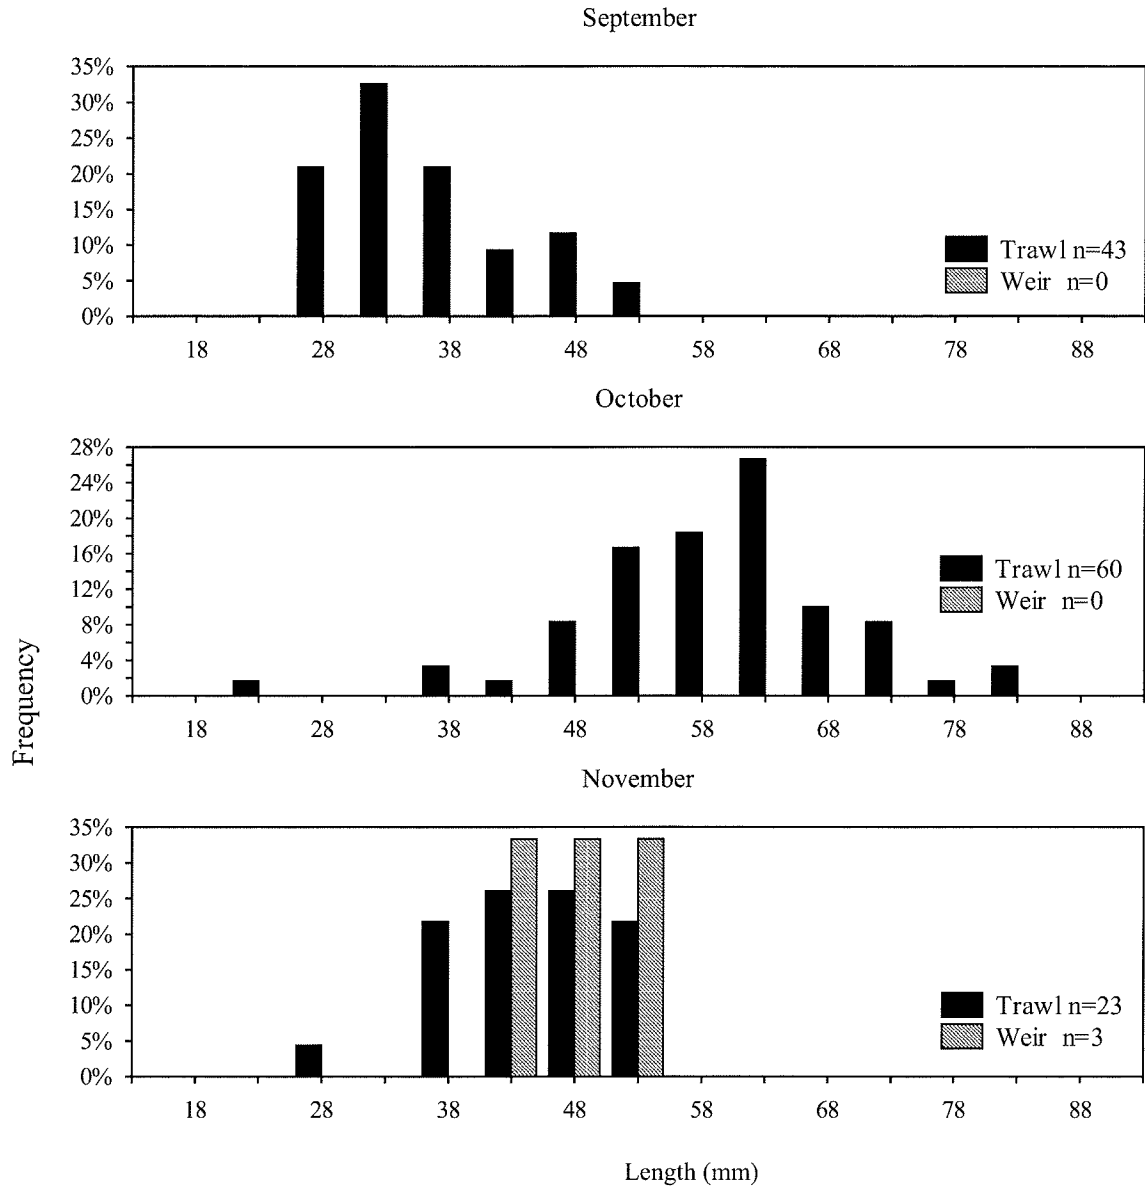 September
35%
30%
25%
20%
15%
10%
5%
0%
Trawl n=43
Weir n=0
18 28 38 48 58 68 78 88
October
28%
24%
20%
16%
12%
8%
4%
0%
Trawl n=60
Weir n=0
18 28 38 48 58 68 78 88
Frequency
November
35%
30%
25%
20%
15%
10%
5%
0%
Trawl n=23
Weir n=3
18 28 38 48 58 68 78 88
Length (mm)